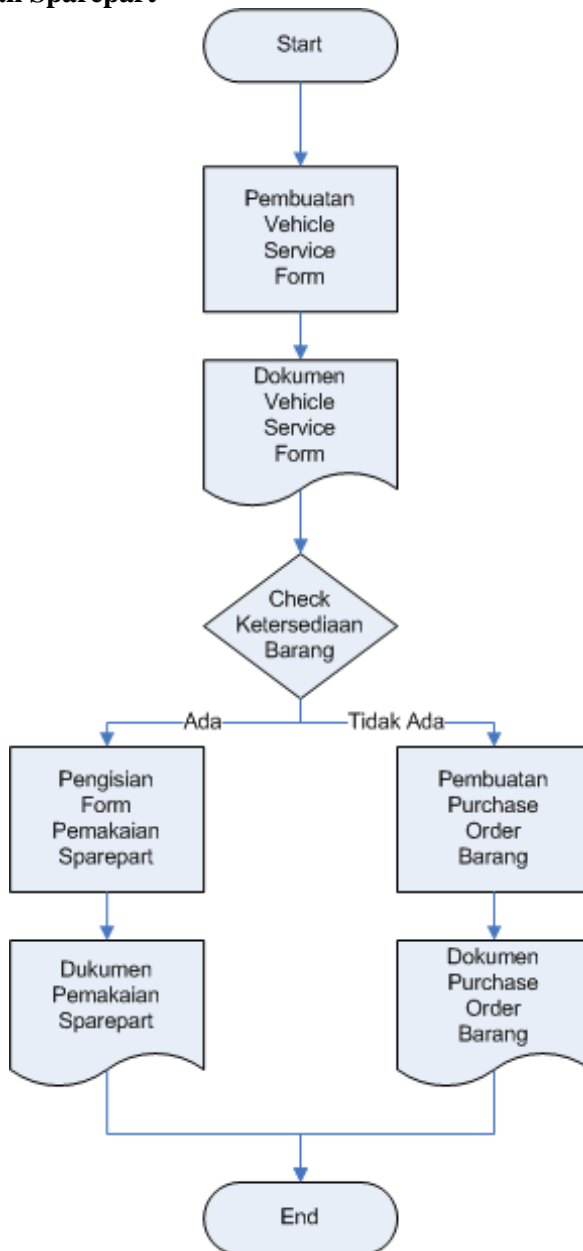 an Sparepart
Start
Pembuatan
Vehicle
Service
Form
Dokumen
Vehicle
Service
Form
Check
Ketersediaan
Barang
Ada
Tidak Ada
Pengisian
Form
Pemakaian
Sparepart
Pembuatan
Purchase
Order
Barang
Dukumen
Pemakaian
Sparepart
Dokumen
Purchase
Order
Barang
End